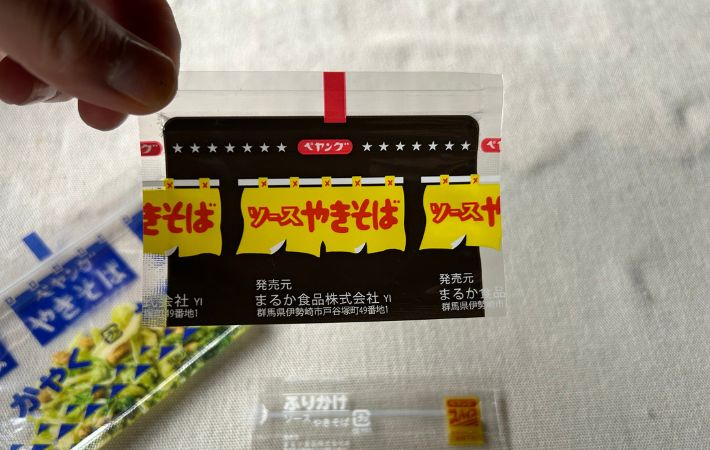 ペヤング
ソースやきそば
きそば
ソースや
発売元
まるか食品株式会社 YI
群馬県伊勢崎市戸谷塚町49番地1
式会社 YI
49番地1
発売元
まるか食品
群馬県伊勢崎市
ペヤング
やきそば
かやく
ふりかけ
ソースやきそば